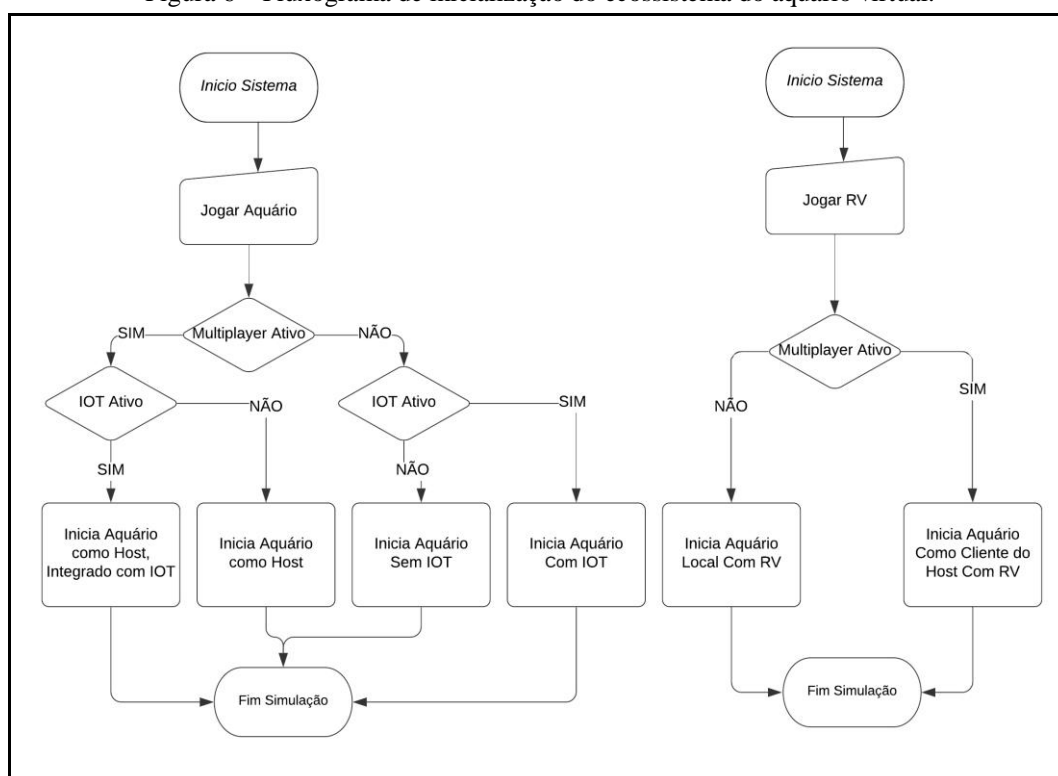 Figura – Fluxograma de inicialização do ecossistema do aquário virtual.
Inicio Sistema
Jogar Aquário
Multiplayer Ativo
SIM
NÃO
IOT Ativo
IOT Ativo
NÃO
SIM
SIM
NÃO
Inicia Aquário
como Host,
Integrado com IOT
Inicia Aquário
como Host
Inicia Aquário
Sem IOT
Inicia Aquário
Com IOT
Fim Simulação
Inicio Sistema
Jogar RV
Multiplayer Ativo
NÃO
SIM
Inicia Aquário
Local Com RV
Inicia Aquário
Como Cliente do
Host Com RV
Fim Simulação